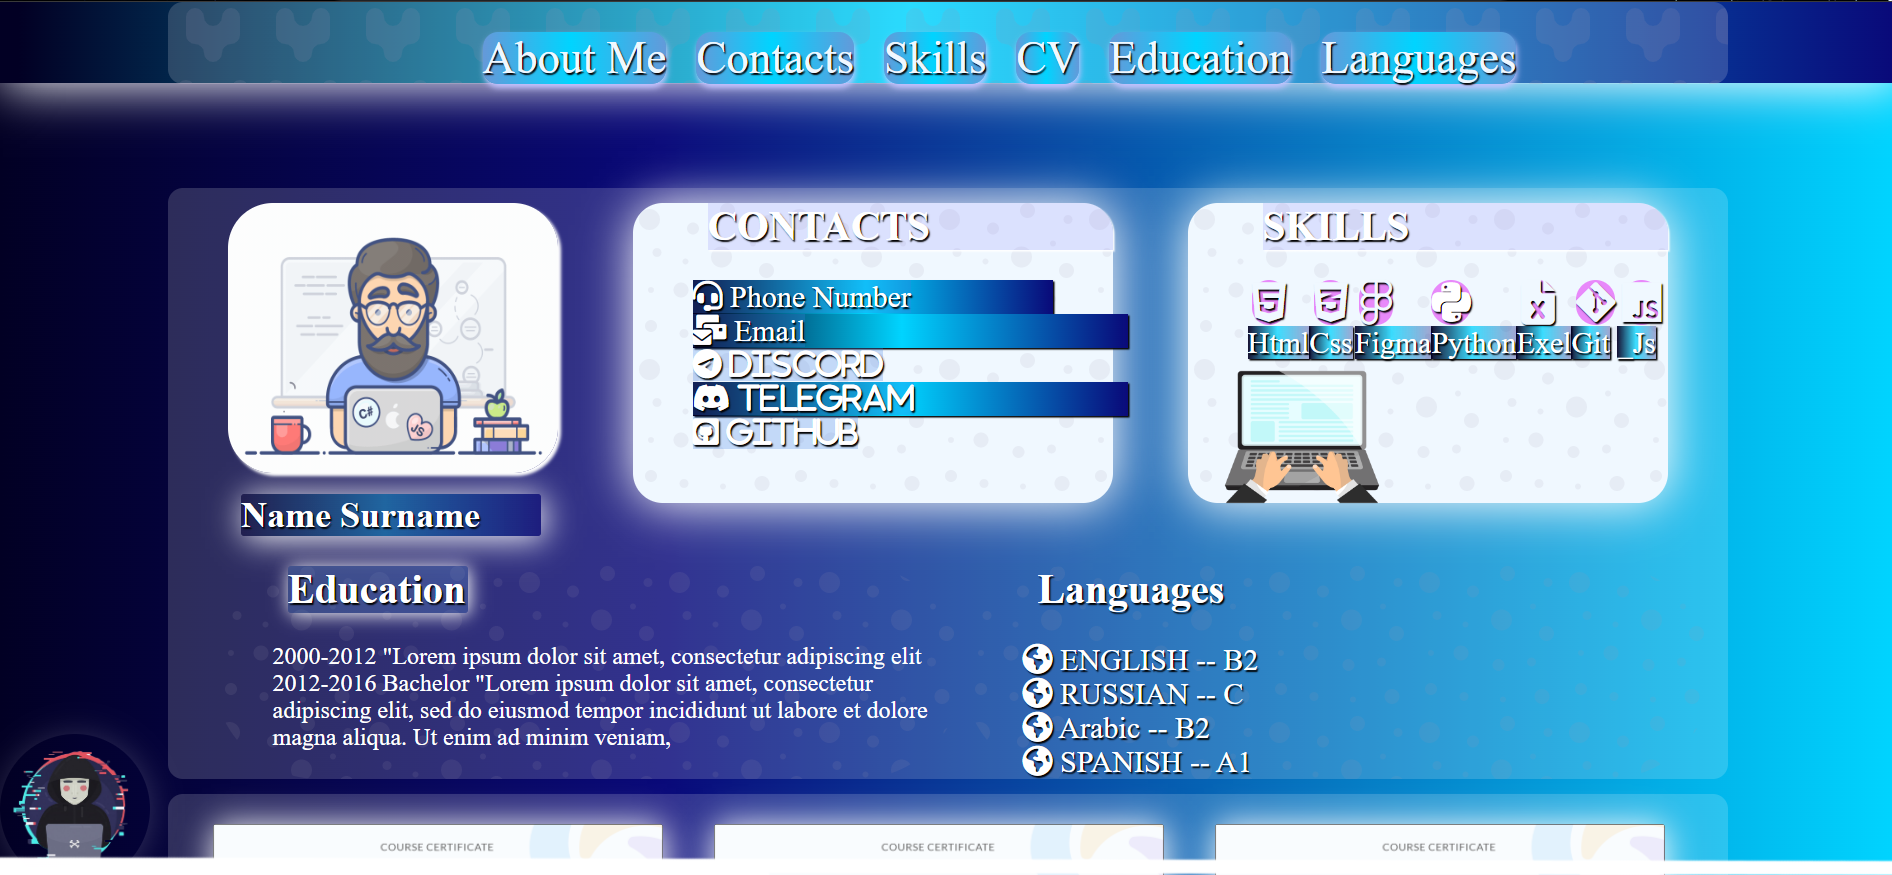 About Me Contacts Skills CV Education Languages
CONTACTS
Phone Number
Email
DISCORD
TELEGRAM
GITHUB
SKILLS
Html Css Figma Python Exel Git _Js
C#
JS
X
Js
Name Surname
Education
2000-2012 "Lorem ipsum dolor sit amet, consectetur adipiscing elit
2012-2016 Bachelor "Lorem ipsum dolor sit amet, consectetur
adipiscing elit, sed do eiusmod tempor incididunt ut labore et dolore
magna aliqua. Ut enim ad minim veniam,
Languages
ENGLISH -- B2
RUSSIAN -- C
Arabic -- B2
SPANISH -- A1
COURSE CERTIFICATE
COURSE CERTIFICATE
COURSE CERTIFICATE